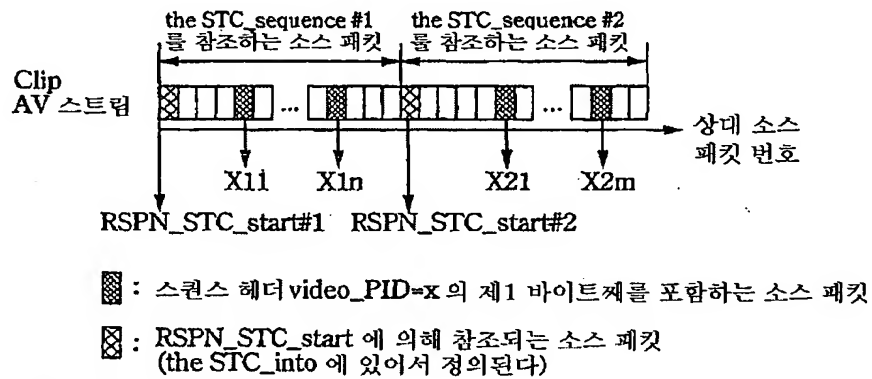 the STC_sequence #1 the STC_sequence #2
를 참조하는 소스 패킷 를 참조하는 소스 패킷
Clip
AV 스트림
...
...
상대 소스
패킷 번호
X11 X1n X21 X2m
RSPN_STC_start#1 RSPN_STC_start#2
: 스퀀스 헤더 video_PID=x 의 제1 바이트째를 포함하는 소스 패킷
: RSPN_STC_start 에 의해 참조되는 소스 패킷
(the STC_into 에 있어서 정의된다)